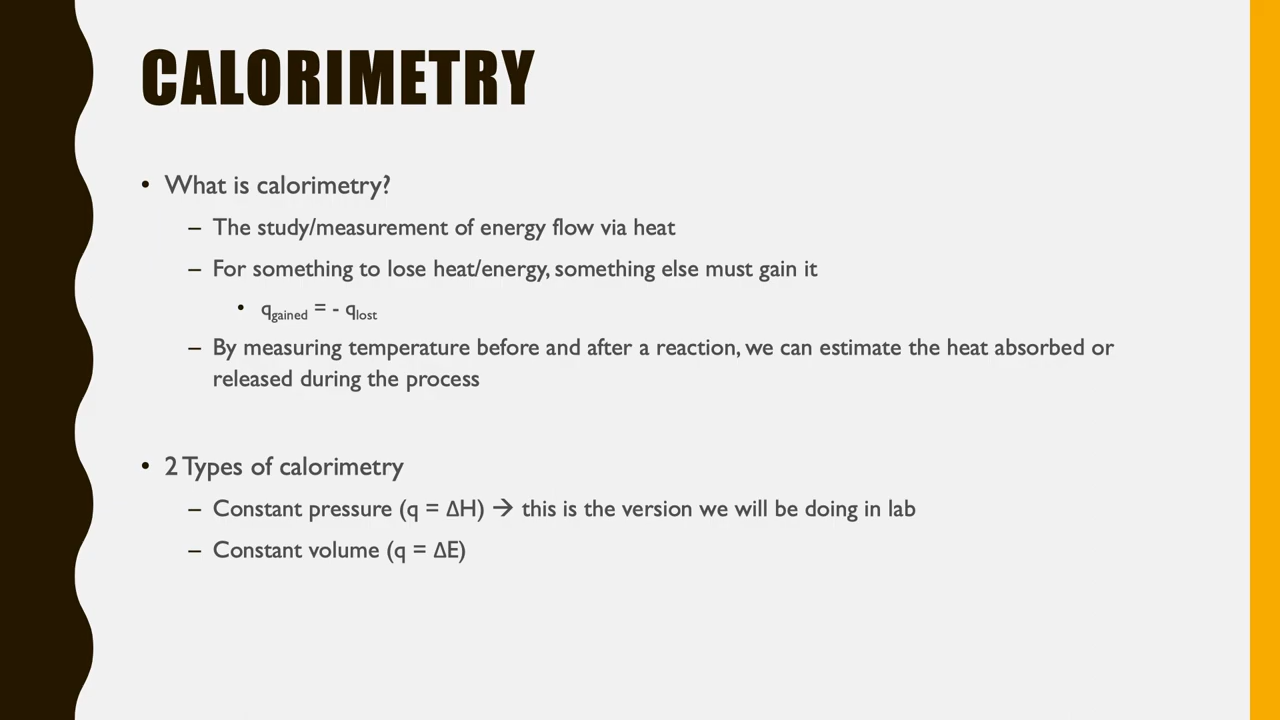 CALORIMETRY
• What is calorimetry?
– The study/measurement of energy flow via heat
– For something to lose heat/energy, something else must gain it
• qgained = - qlost
– By measuring temperature before and after a reaction, we can estimate the heat absorbed or
released during the process
• 2 Types of calorimetry
– Constant pressure (q = ΔH) → this is the version we will be doing in lab
– Constant volume (q = ΔE)